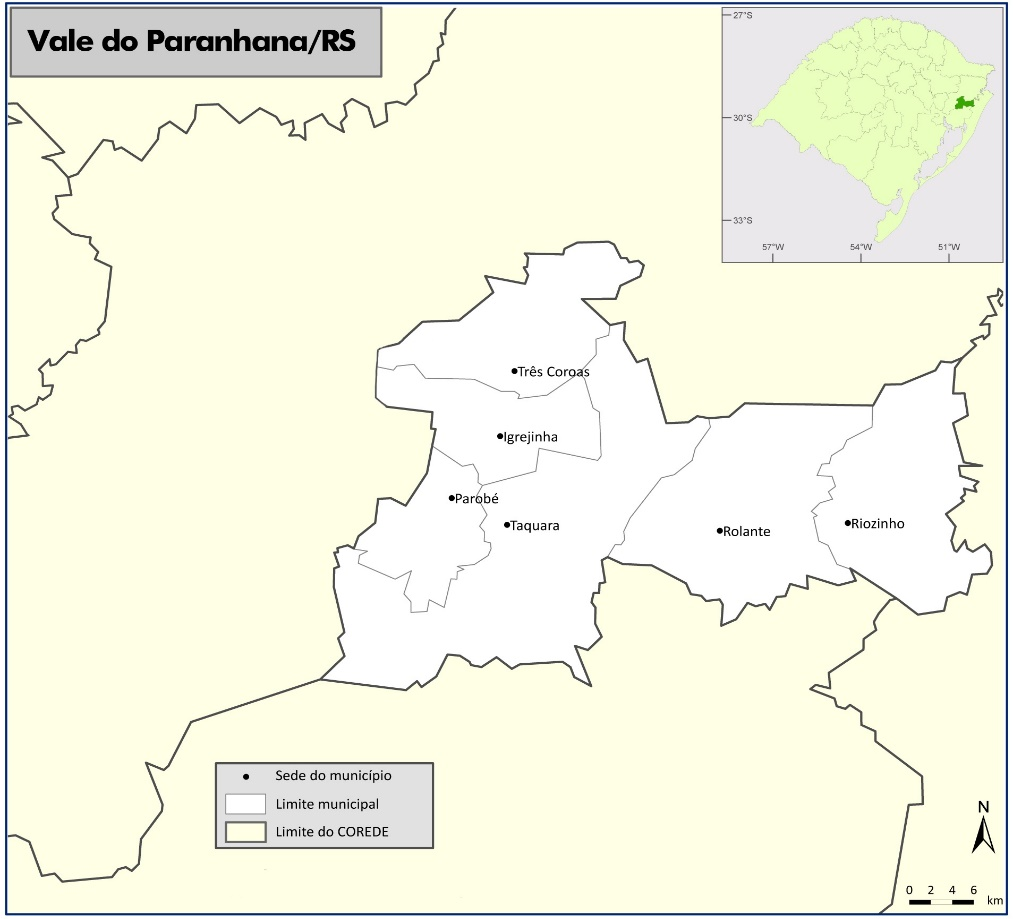 Vale do Paranhana/RS
27°S
30°S
33°S
57°W 54°W 51°W
Três Coroas
Igrejinha
Parobé
Taquara
Rolante
Riozinho
Sede do município
Limite municipal
Limite do COREDE
N
0 2 4 6
km